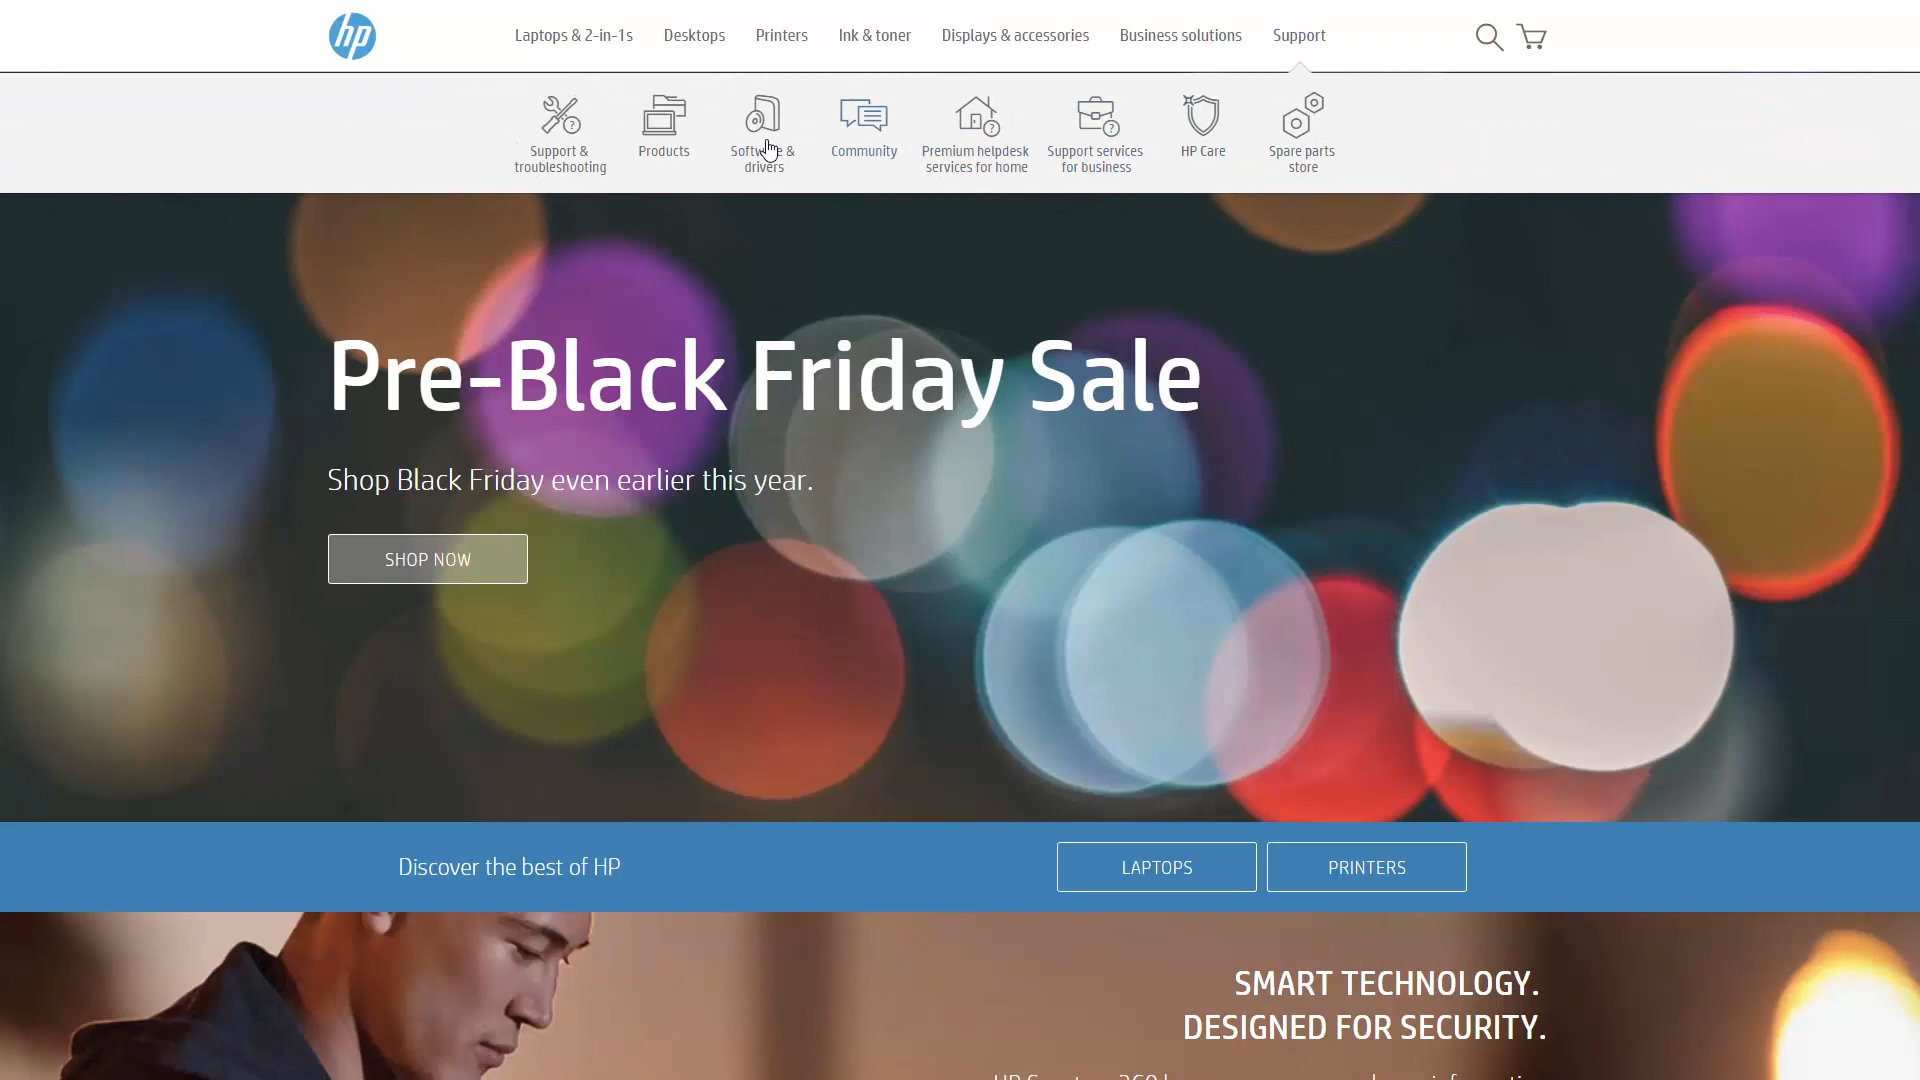 hp
Laptops & 2-in-1s
Desktops
Printers
Ink & toner
Displays & accessories
Business solutions
Support
Support &
troubleshooting
Products
Software &
drivers
Community
Premium helpdesk
services for home
Support services
for business
HP Care
Spare parts
store
Pre-Black Friday Sale
Shop Black Friday even earlier this year.
SHOP NOW
Discover the best of HP
LAPTOPS
PRINTERS
SMART TECHNOLOGY.
DESIGNED FOR SECURITY.